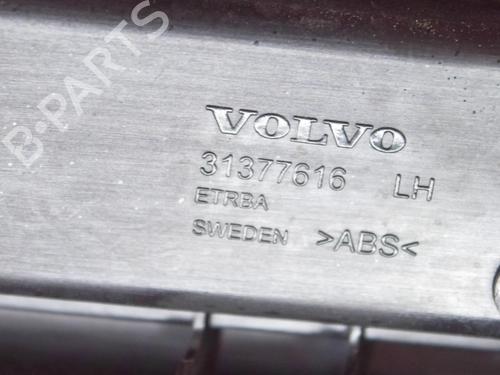 B-PARTS
VOLVO
31377616 LH
ETRBA
SWEDEN >ABS<